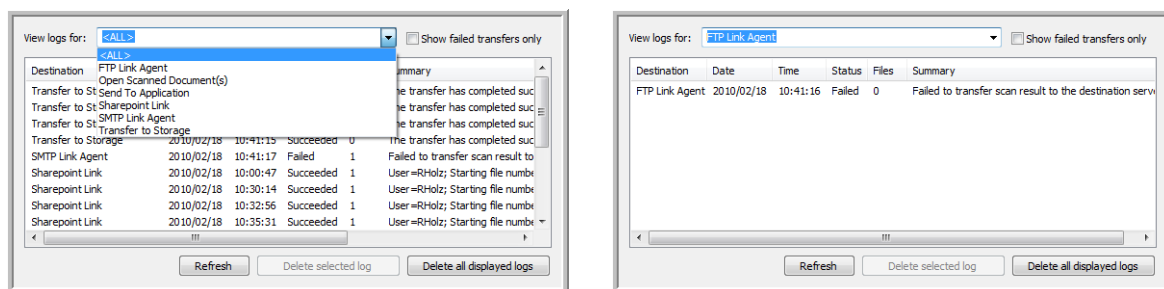 View logs for: <ALL> Show failed transfers only
<ALL>
FTP Link Agent
Open Scanned Document(s)
Send To Application
Sharepoint Link
SMTP Link Agent
Transfer to Storage
Destination ummary
Transfer to St he transfer has completed suc
Transfer to St he transfer has completed suc
Transfer to St he transfer has completed suc
Transfer to Storage 2010/02/18 10:41:15 Succeeded 0 The transfer has completed suc
SMTP Link Agent 2010/02/18 10:41:17 Failed 1 Failed to transfer scan result to
Sharepoint Link 2010/02/18 10:00:47 Succeeded 1 User=RHolz; Starting file numbe
Sharepoint Link 2010/02/18 10:30:14 Succeeded 1 User=RHolz; Starting file numbe
Sharepoint Link 2010/02/18 10:32:56 Succeeded 1 User=RHolz; Starting file numbe
Sharepoint Link 2010/02/18 10:35:31 Succeeded 1 User=RHolz; Starting file numbe
Refresh Delete selected log Delete all displayed logs
View logs for: FTP Link Agent Show failed transfers only
Destination Date Time Status Files Summary
FTP Link Agent 2010/02/18 10:41:16 Failed 0 Failed to transfer scan result to the destination serve
Refresh Delete selected log Delete all displayed logs